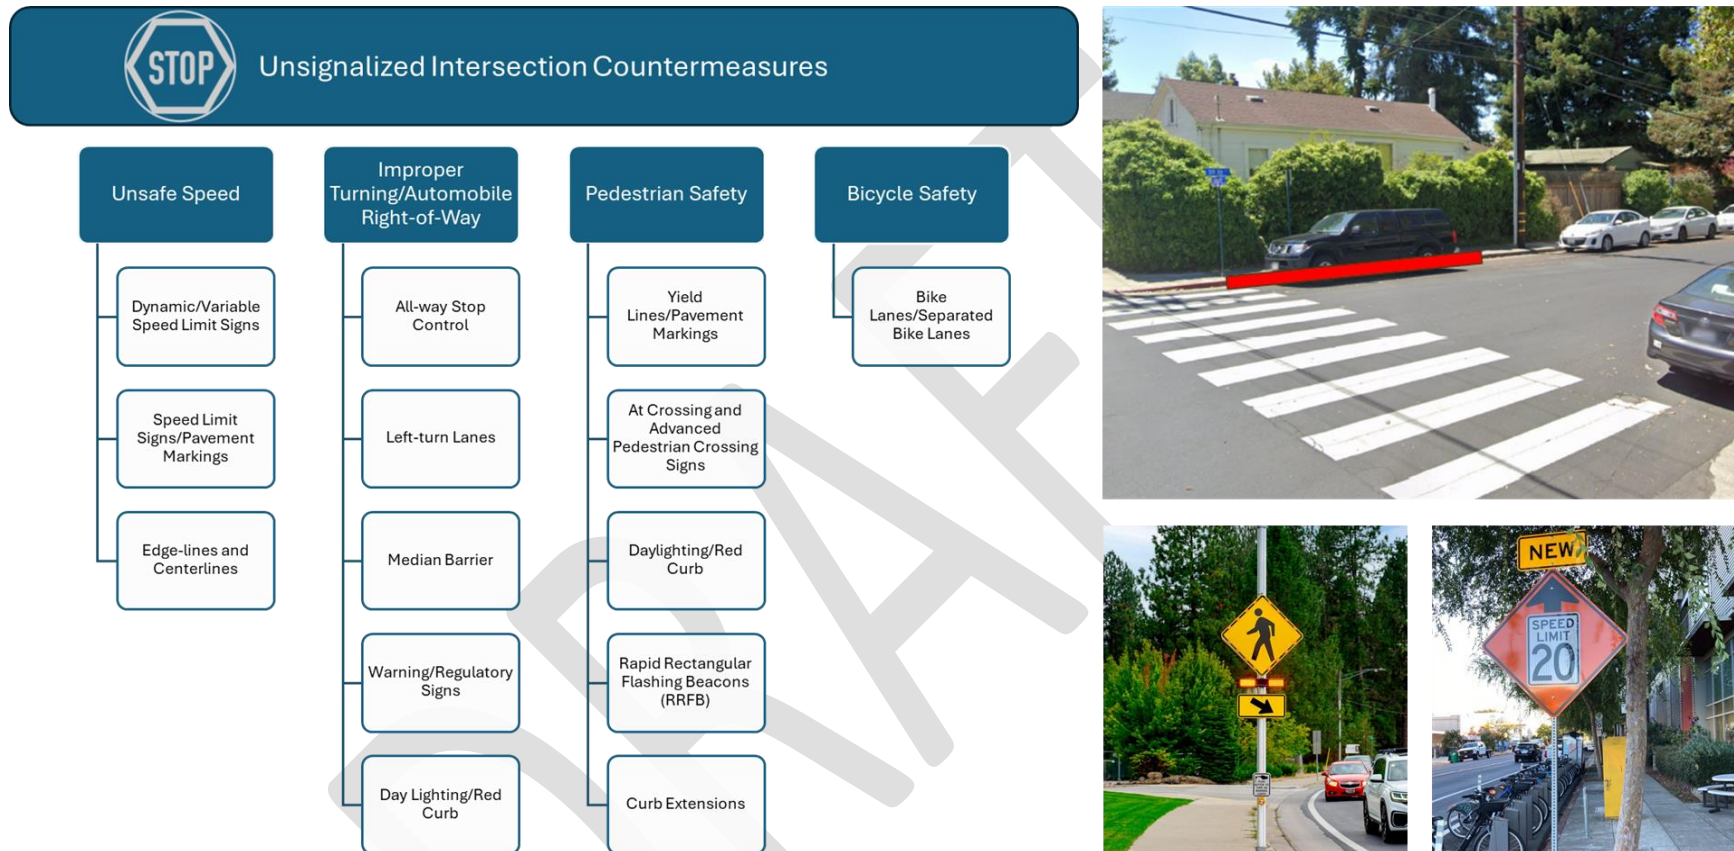 STOP
Unsignalized Intersection Countermeasures
Unsafe Speed
Dynamic/Variable
Speed Limit Signs
Speed Limit
Signs/Pavement
Markings
Edge-lines and
Centerlines
Improper
Turning/Automobile
Right-of-Way
All-way Stop
Control
Left-turn Lanes
Median Barrier
Warning/Regulatory
Signs
Day Lighting/Red
Curb
Pedestrian Safety
Yield
Lines/Pavement
Markings
At Crossing and
Advanced
Pedestrian Crossing
Signs
Daylighting/Red
Curb
Rapid Rectangular
Flashing Beacons
(RRFB)
Curb Extensions
Bicycle Safety
Bike
Lanes/Separated
Bike Lanes
DRAFT
NEW
SPEED
LIMIT
20